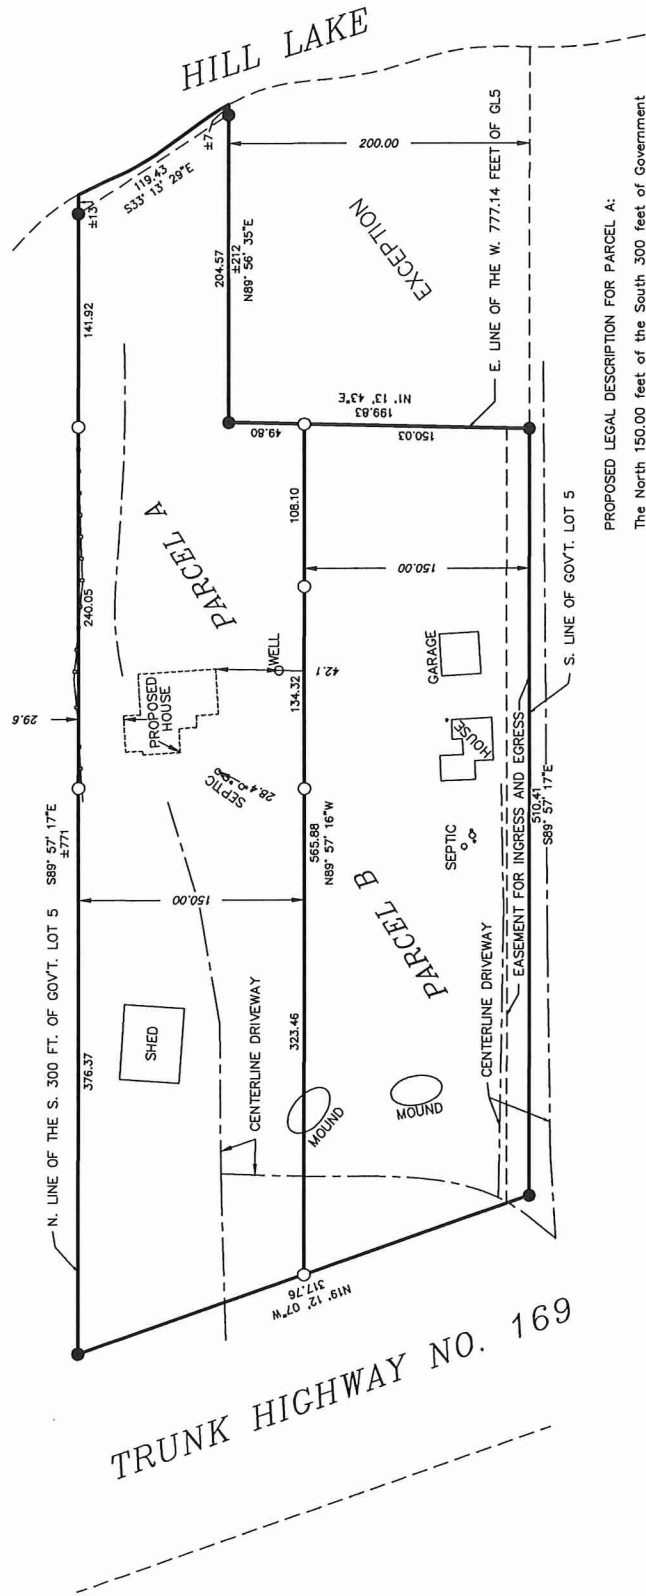 HILL LAKE
N. LINE OF THE S. 300 FT. OF GOV'T. LOT 5
S89° 57' 17"E
±771
376.37
240.05
141.92
±13
119.43
S33° 13' 29"E
±7
29.6
150.00
SHED
CENTERLINE DRIVEWAY
SEPTIC
28.4
PROPOSED
HOUSE
WELL
42.1
PARCEL A
204.57
±212
N89° 56' 35"E
200.00
EXCEPTION
E. LINE OF THE W. 777.14 FEET OF GL5
49.80
N1° 13' 43"E
199.83
150.03
323.46
565.88
N89° 57' 16"W
134.32
108.10
MOUND
MOUND
PARCEL B
SEPTIC
HOUSE
GARAGE
150.00
CENTERLINE DRIVEWAY
EASEMENT FOR INGRESS AND EGRESS
510.41
S89° 57' 17"E
S. LINE OF GOV'T. LOT 5
N19° 12' 07"W
317.76
TRUNK HIGHWAY NO. 169
PROPOSED LEGAL DESCRIPTION FOR PARCEL A:
The North 150.00 feet of the South 300 feet of Government